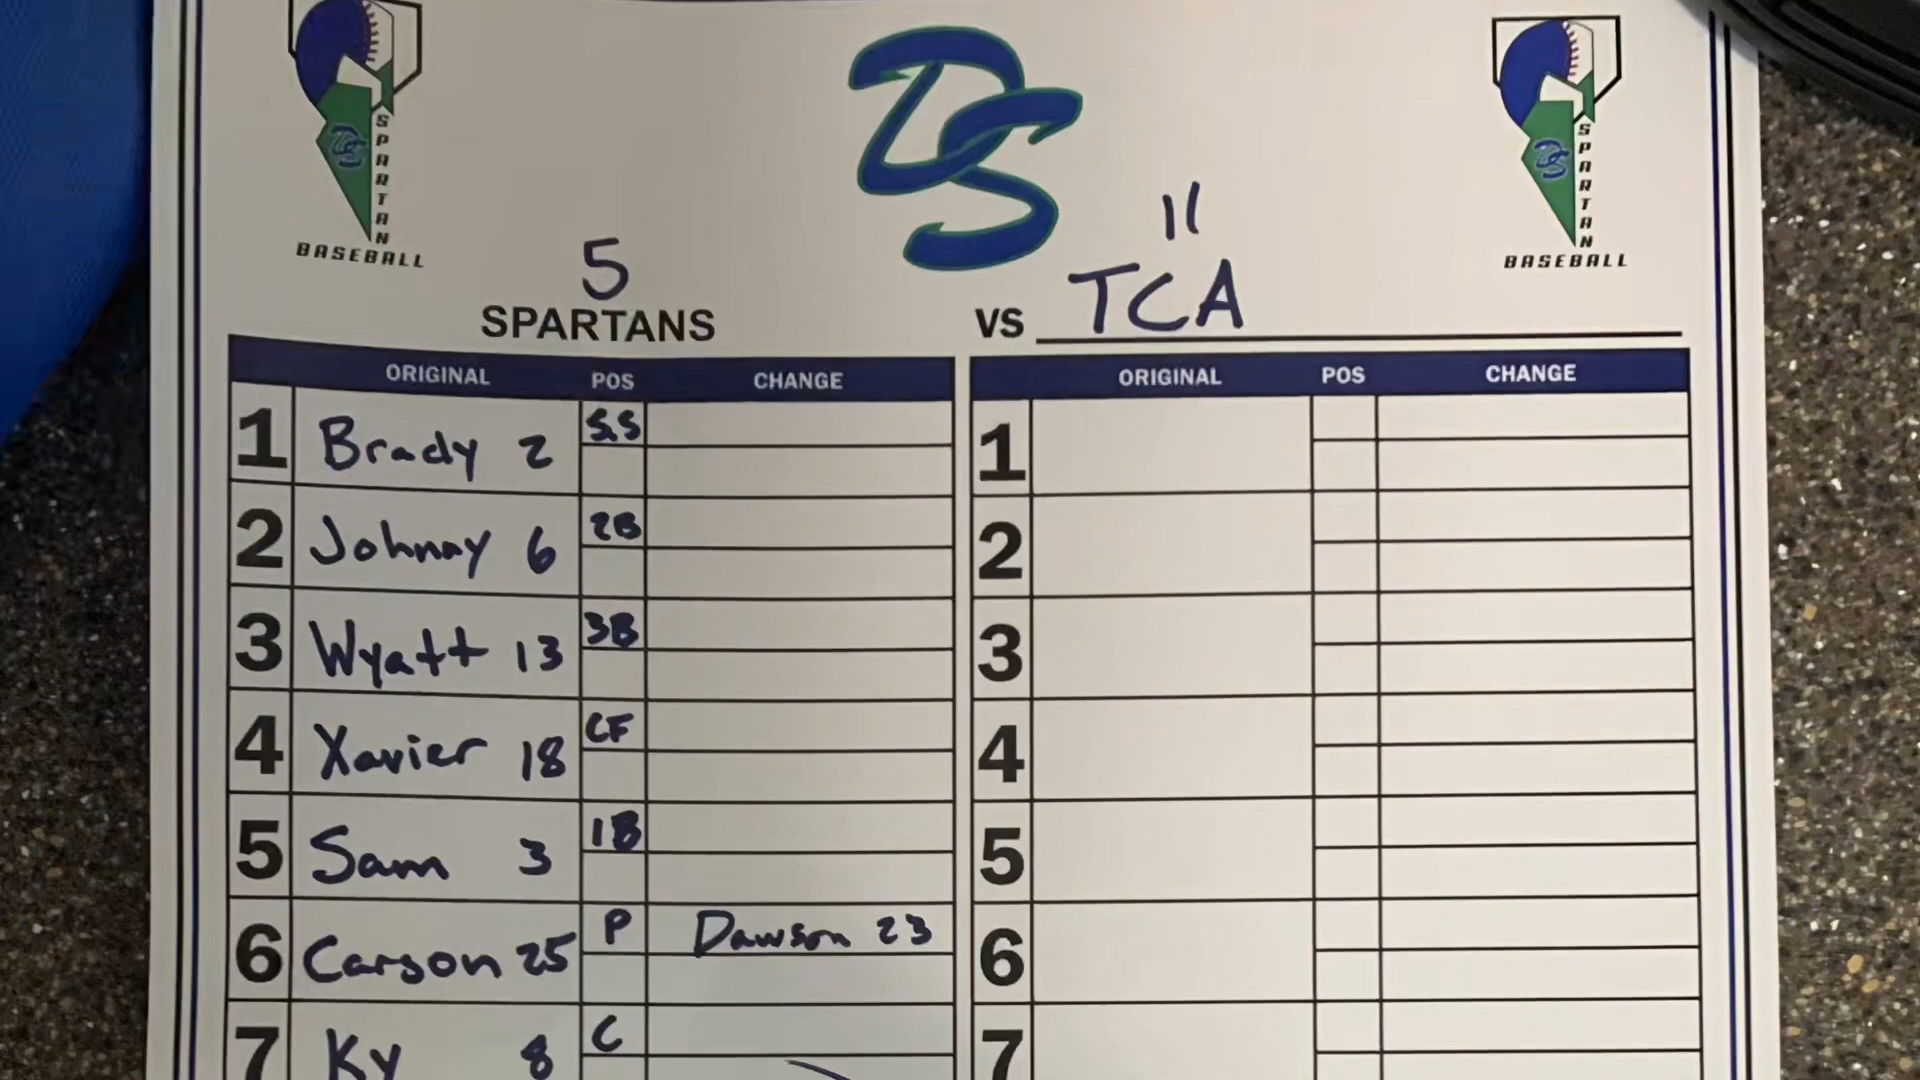 DS
SPARTAN
BASEBALL
DS
DS
SPARTAN
BASEBALL
5
SPARTANS
11
VS TCA
ORIGINAL POS CHANGE
1 Brady 2 SS
2 Johnny 6 2B
3 Wyatt 13 3B
4 Xavier 18 CF
5 Sam 3 1B
6 Carson 25 P Dawson 23
7 Ky 8 C
ORIGINAL POS CHANGE
1
2
3
4
5
6
7